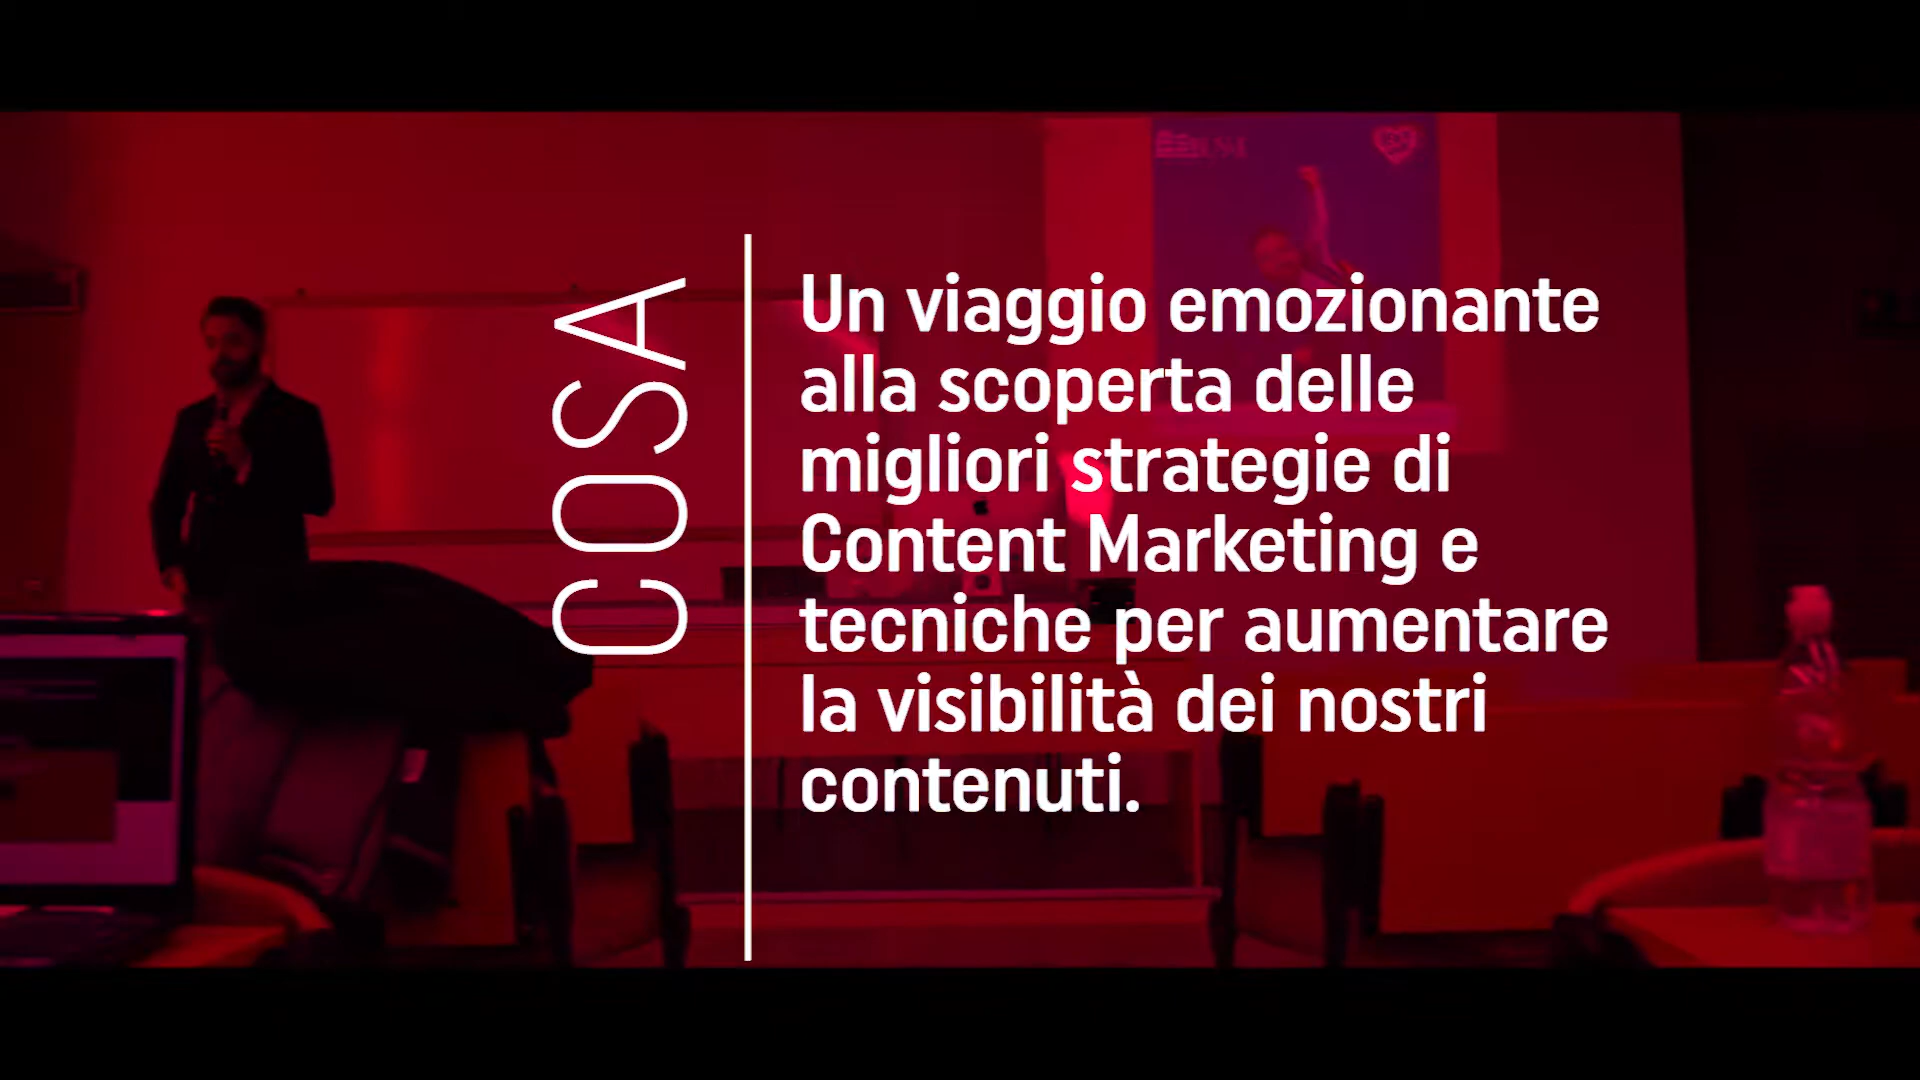 COSA
Un viaggio emozionante
alla scoperta delle
migliori strategie di
Content Marketing e
tecniche per aumentare
la visibilità dei nostri
contenuti.